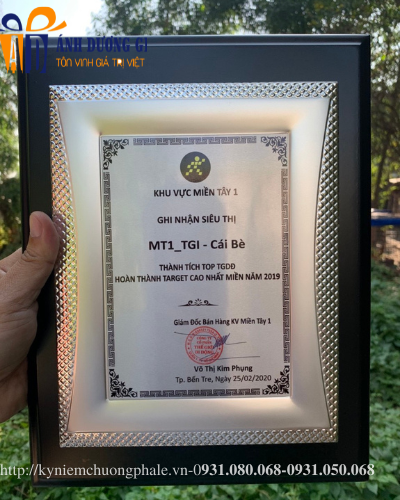 ÁNH DƯƠNG GI
TÔN VINH GIÁ TRỊ VIỆT
KHU VỰC MIỀN TÂY 1
GHI NHẬN SIÊU THỊ
MT1_TGI - Cái Bè
THÀNH TÍCH TOP TGDĐ
HOÀN THÀNH TARGET CAO NHẤT MIỀN NĂM 2019
Giám Đốc Bán Hàng KV Miền Tây 1
Võ Thị Kim Phụng
Tp. Bến Tre, Ngày 25/02/2020
http://kyniemchuongphale.vn-0931.080.068-0931.050.068